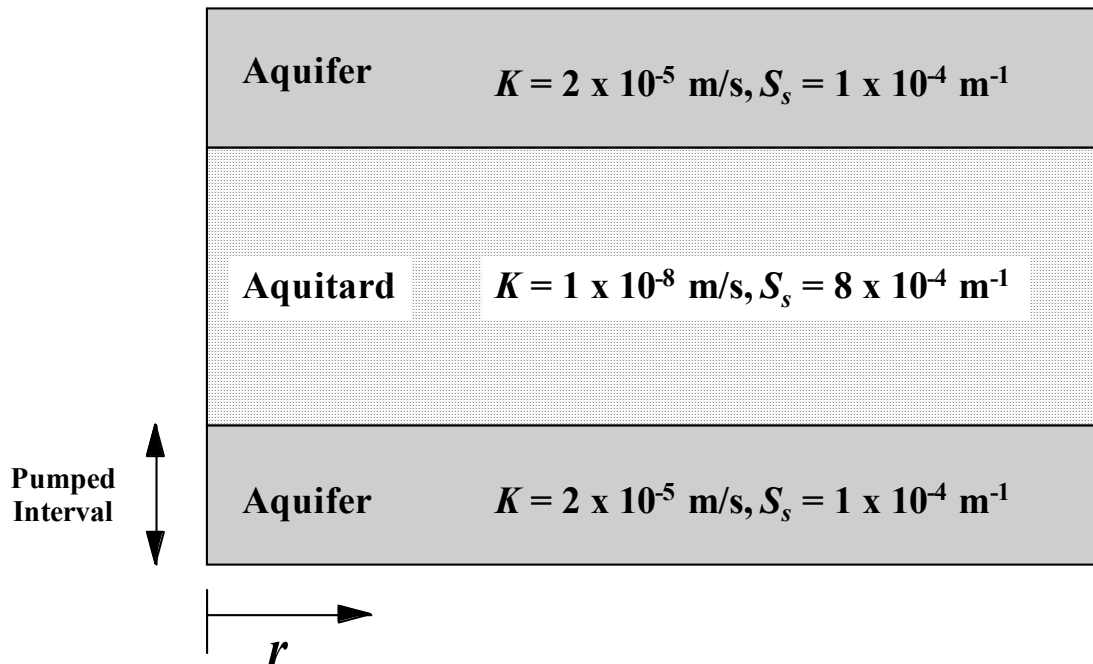 Aquifer K = 2 x 10⁻⁵ m/s, Sₛ = 1 x 10⁻⁴ m⁻¹
Aquitard K = 1 x 10⁻⁸ m/s, Sₛ = 8 x 10⁻⁴ m⁻¹
Pumped
Interval
Aquifer K = 2 x 10⁻⁵ m/s, Sₛ = 1 x 10⁻⁴ m⁻¹
r